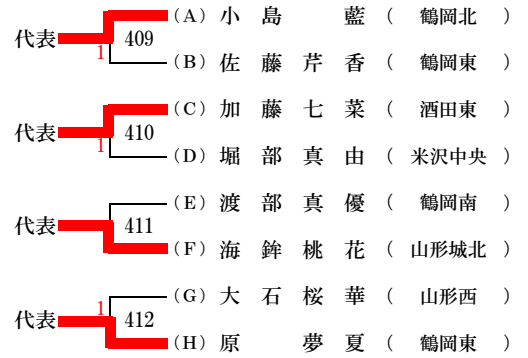 (A) 小島 藍 ( 鶴岡北 )
代表 409
1
(B) 佐藤芹香 ( 鶴岡東 )
(C) 加藤七菜 ( 酒田東 )
代表 410
1
(D) 堀部真由 ( 米沢中央 )
(E) 渡部真優 ( 鶴岡南 )
代表 411
(F) 海鉾桃花 ( 山形城北 )
(G) 大石桜華 ( 山形西 )
1
代表 412
(H) 原 夢夏 ( 鶴岡東 )